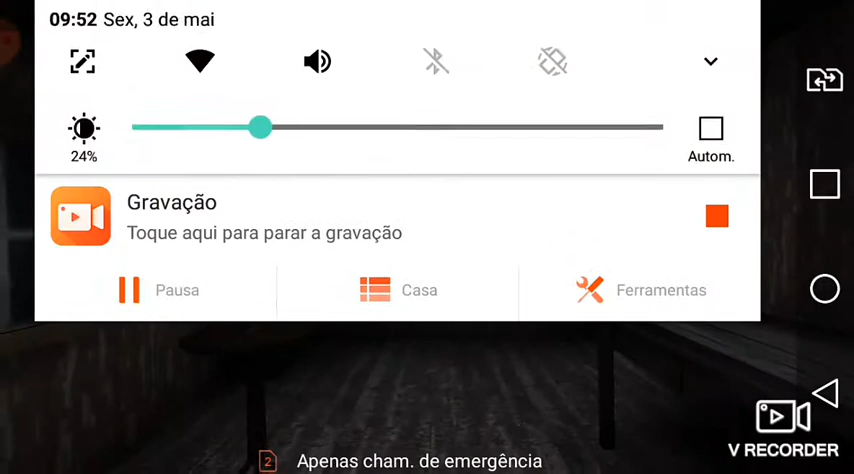 09:52 Sex, 3 de mai
24%
Autom.
Gravação
Toque aqui para parar a gravação
Pausa
Casa
Ferramentas
V RECORDER
2
Apenas cham. de emergência